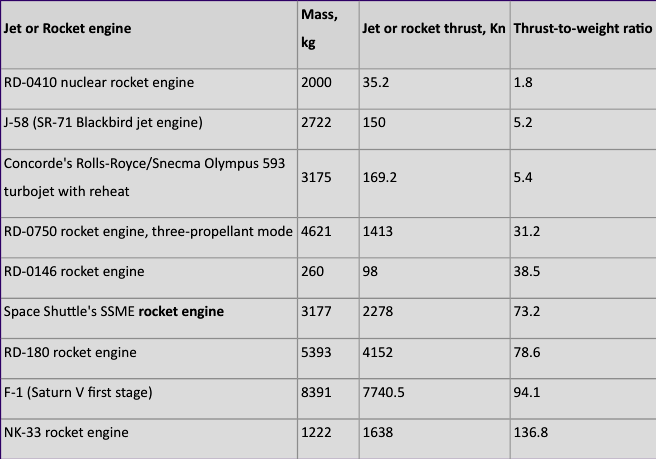 Jet or Rocket engine Mass, kg Jet or rocket thrust, Kn Thrust-to-weight ratio
RD-0410 nuclear rocket engine 2000 35.2 1.8
J-58 (SR-71 Blackbird jet engine) 2722 150 5.2
Concorde's Rolls-Royce/Snecma Olympus 593
turbojet with reheat 3175 169.2 5.4
RD-0750 rocket engine, three-propellant mode 4621 1413 31.2
RD-0146 rocket engine 260 98 38.5
Space Shuttle's SSME rocket engine 3177 2278 73.2
RD-180 rocket engine 5393 4152 78.6
F-1 (Saturn V first stage) 8391 7740.5 94.1
NK-33 rocket engine 1222 1638 136.8